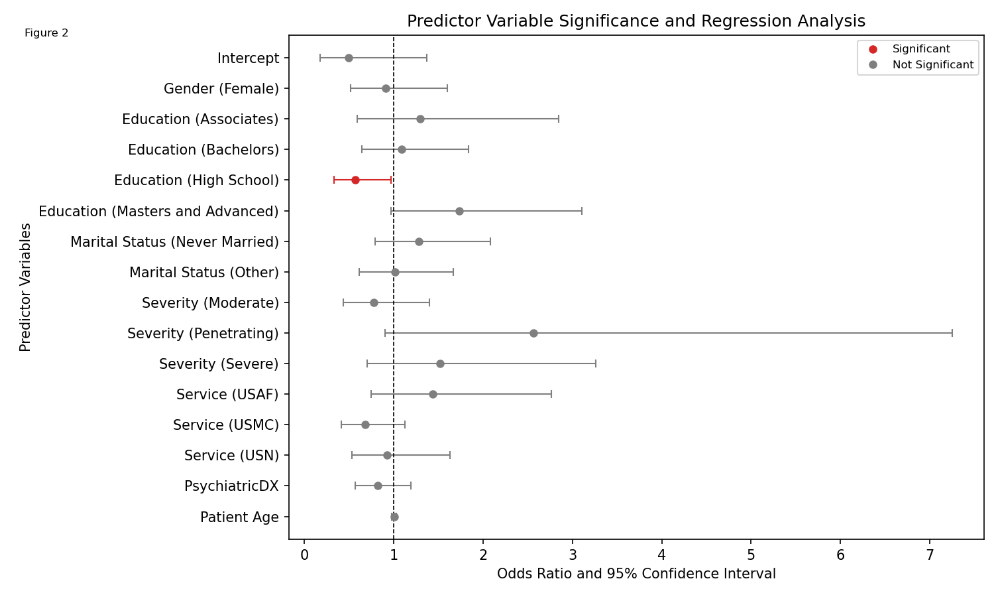 Predictor Variable Significance and Regression Analysis
Figure 2
Significant
Not Significant
Intercept
Gender (Female)
Education (Associates)
Education (Bachelors)
Education (High School)
Education (Masters and Advanced)
Marital Status (Never Married)
Marital Status (Other)
Severity (Moderate)
Severity (Penetrating)
Severity (Severe)
Service (USAF)
Service (USMC)
Service (USN)
PsychiatricDX
Patient Age
Predictor Variables
0 1 2 3 4 5 6 7
Odds Ratio and 95% Confidence Interval